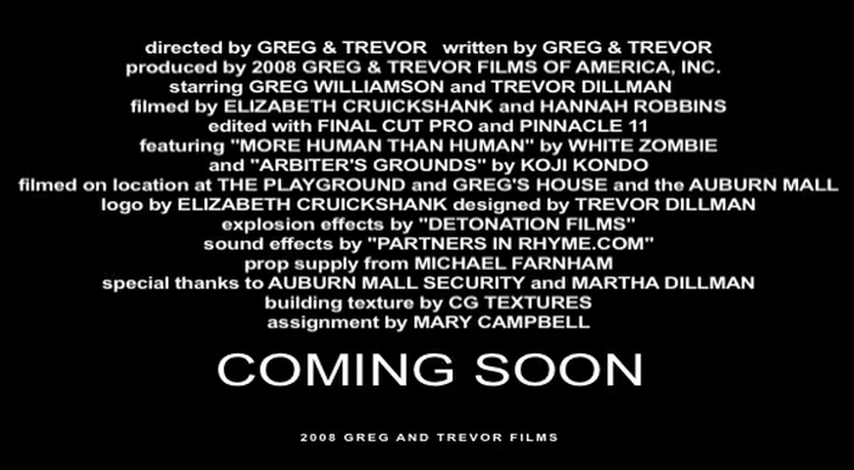 directed by GREG & TREVOR written by GREG & TREVOR
produced by 2008 GREG & TREVOR FILMS OF AMERICA, INC.
starring GREG WILLIAMSON and TREVOR DILLMAN
filmed by ELIZABETH CRUICKSHANK and HANNAH ROBBINS
edited with FINAL CUT PRO and PINNACLE 11
featuring "MORE HUMAN THAN HUMAN" by WHITE ZOMBIE
and "ARBITER'S GROUNDS" by KOJI KONDO
filmed on location at THE PLAYGROUND and GREG'S HOUSE and the AUBURN MALL
logo by ELIZABETH CRUICKSHANK designed by TREVOR DILLMAN
explosion effects by "DETONATION FILMS"
sound effects by "PARTNERS IN RHYME.COM"
prop supply from MICHAEL FARNHAM
special thanks to AUBURN MALL SECURITY and MARTHA DILLMAN
building texture by CG TEXTURES
assignment by MARY CAMPBELL
COMING SOON
2008 GREG AND TREVOR FILMS